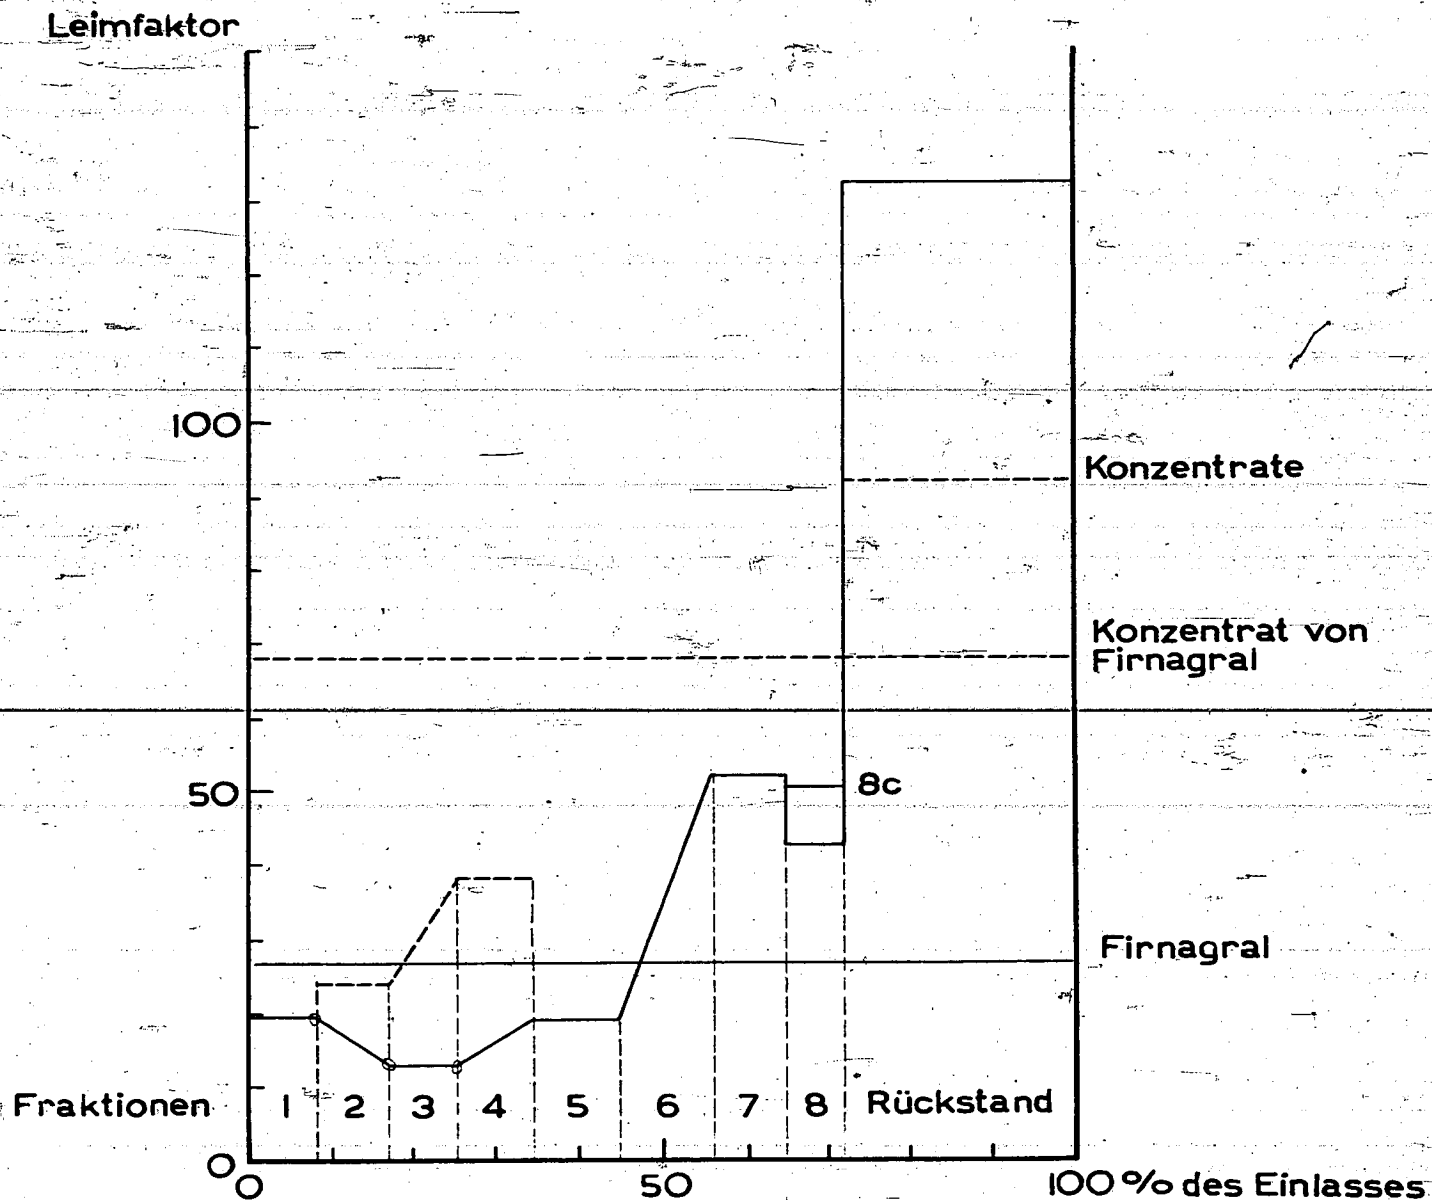 Leimfaktor
100
Konzentrate
Konzentrat von
Firnagral
50
8c
Firnagral
Fraktionen 1 2 3 4 5 6 7 8 Rückstand
0
0 50 100 % des Einlasses